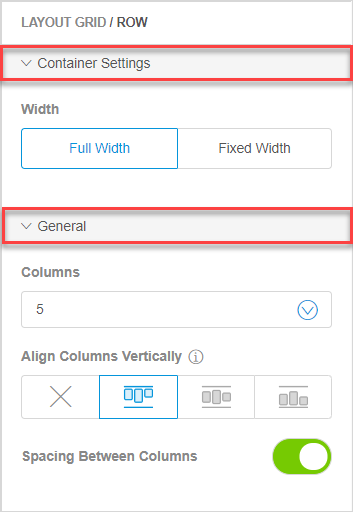 LAYOUT GRID / ROW
Container Settings
Width
Full Width Fixed Width
General
Columns
5
Align Columns Vertically
Spacing Between Columns